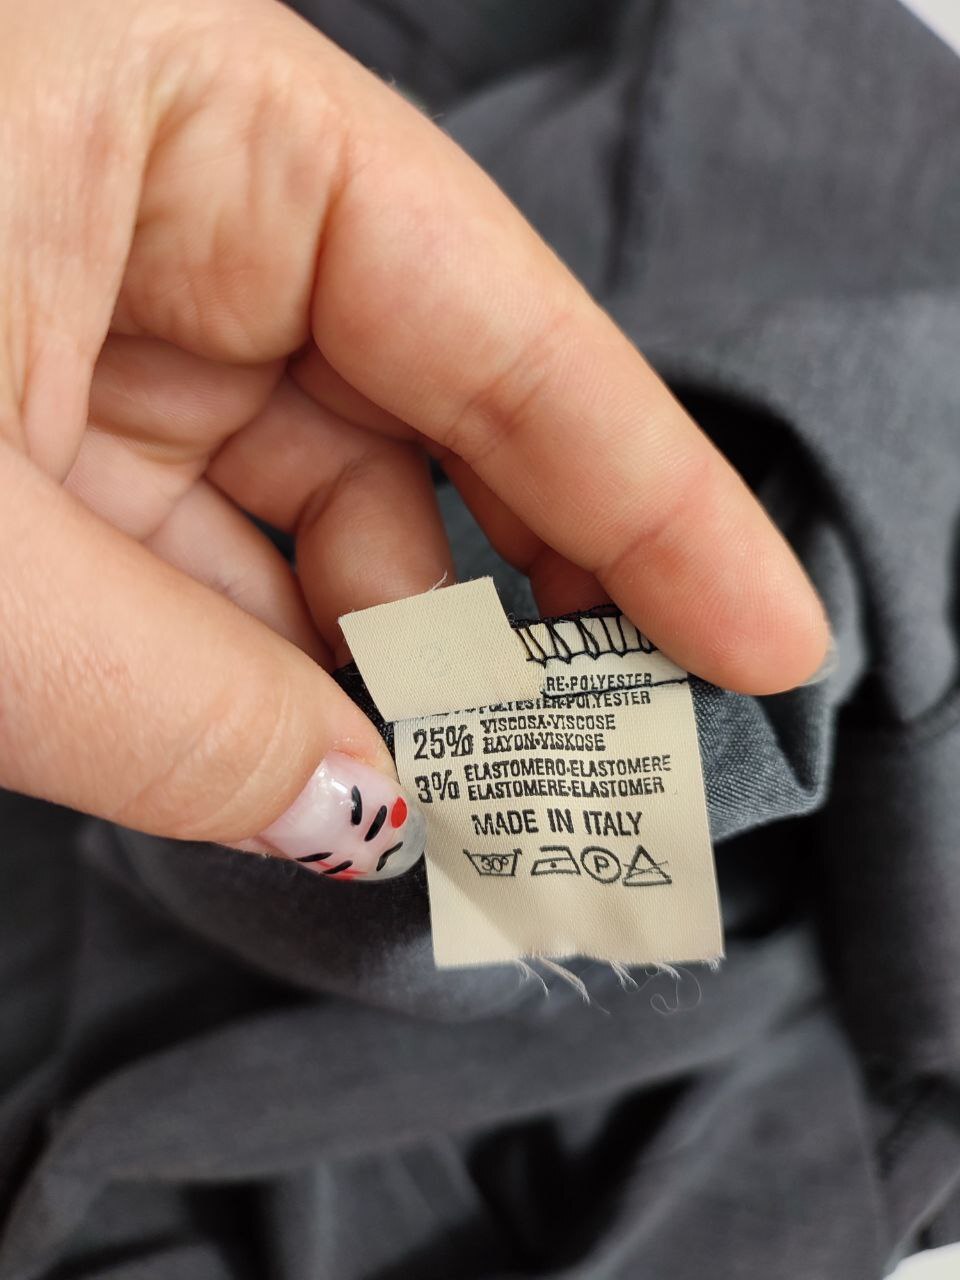 RE•POLYESTER
POLYESTER•POLYESTER
25% VISCOSA•VISCOSE
RAYON•VISKOSE
3% ELASTOMERO•ELASTOMERE
ELASTOMERE•ELASTOMER
MADE IN ITALY
30° P